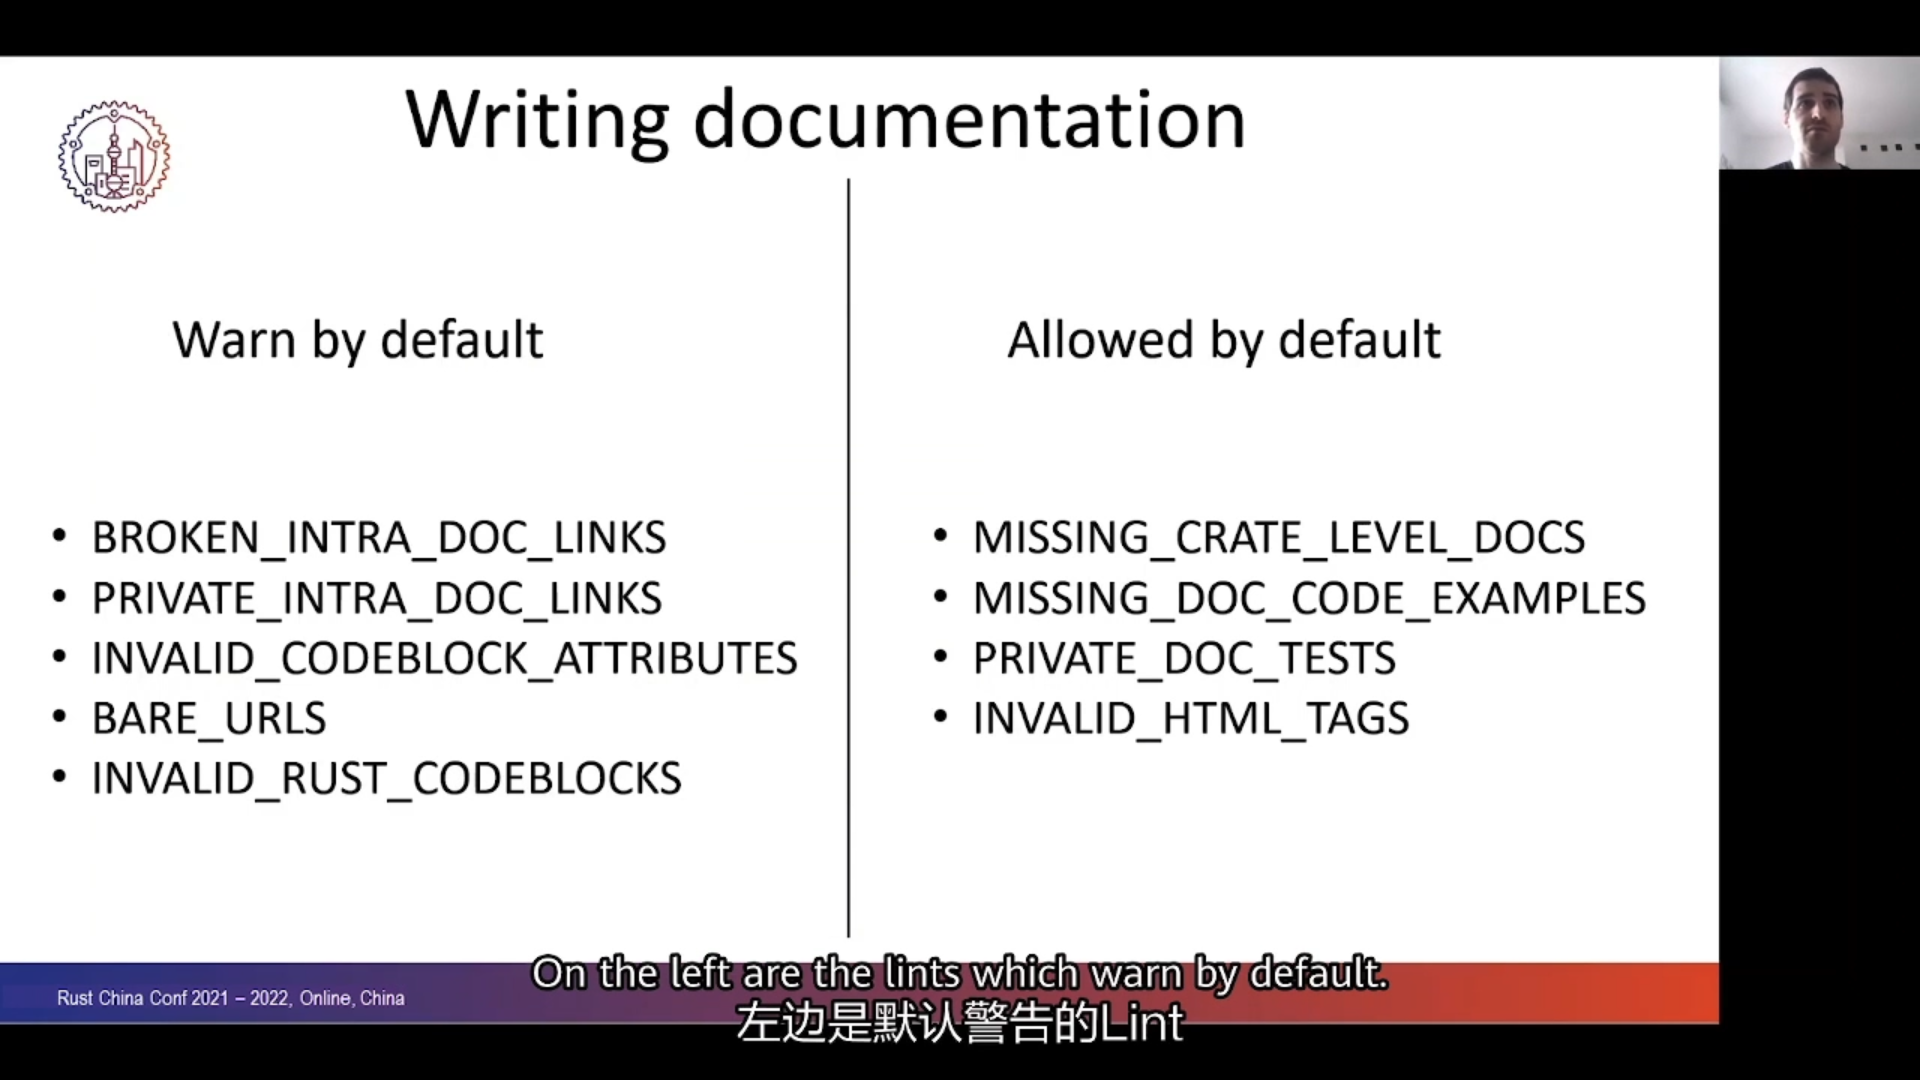 Writing documentation
Warn by default
• BROKEN_INTRA_DOC_LINKS
• PRIVATE_INTRA_DOC_LINKS
• INVALID_CODEBLOCK_ATTRIBUTES
• BARE_URLS
• INVALID_RUST_CODEBLOCKS
Allowed by default
• MISSING_CRATE_LEVEL_DOCS
• MISSING_DOC_CODE_EXAMPLES
• PRIVATE_DOC_TESTS
• INVALID_HTML_TAGS
Rust China Conf 2021 – 2022, Online, China
On the left are the lints which warn by default.
左边是默认警告的Lint